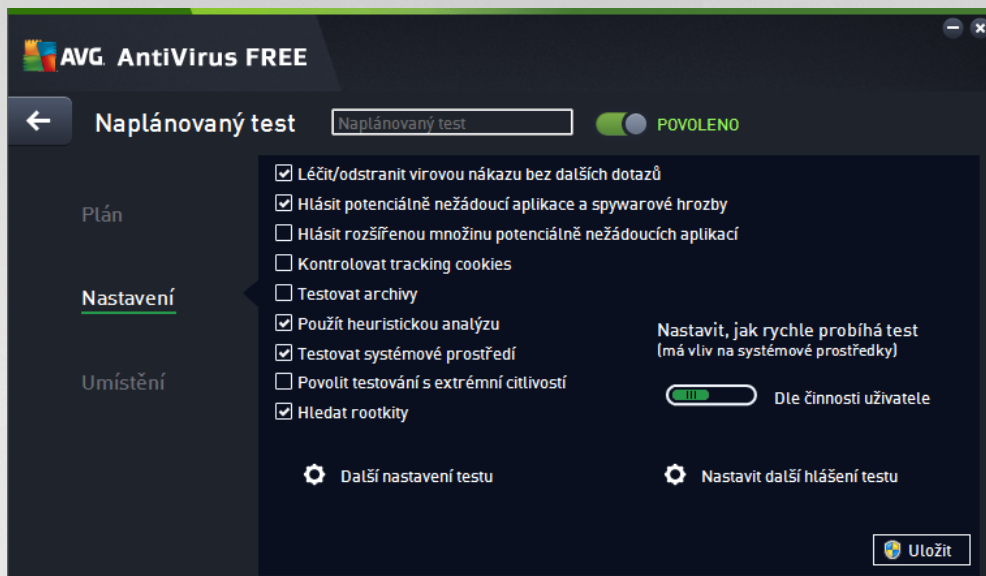 AVG. AntiVirus FREE
Naplánovaný test
Naplánovaný test
POVOLENO
Plán
Nastavení
Umístění
Léčit/odstranit virovou nákazu bez dalších dotazů
Hlásit potenciálně nežádoucí aplikace a spywarové hrozby
Hlásit rozšířenou množinu potenciálně nežádoucích aplikací
Kontrolovat tracking cookies
Testovat archivy
Použít heuristickou analýzu
Testovat systémové prostředí
Povolit testování s extrémní citlivostí
Hledat rootkity
Nastavit, jak rychle probíhá test
(má vliv na systémové prostředky)
Dle činnosti uživatele
Další nastavení testu
Nastavit další hlášení testu
Uložit